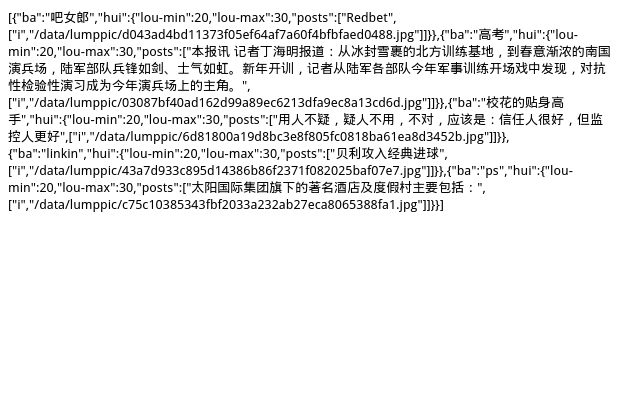 [{"ba":"吧女郎","hui":{"lou-min":20,"lou-max":30,"posts":["Redbet",
["i","/data/lumppic/d043ad4bd11373f05ef64af7a60f4bfbfaed0488.jpg"]]}},{"ba":"高考","hui":{"lou-
min":20,"lou-max":30,"posts":["本报讯 记者丁海明报道：从冰封雪裹的北方训练基地，到春意渐浓的南国
演兵场，陆军部队兵锋如剑、士气如虹。新年开训，记者从陆军各部队今年军事训练开场戏中发现，对抗
性检验性演习成为今年演兵场上的主角。",
["i","/data/lumppic/03087bf40ad162d99a89ec6213dfa9ec8a13cd6d.jpg"]]}},{"ba":"校花的贴身高
手","hui":{"lou-min":20,"lou-max":30,"posts":["用人不疑，疑人不用，不对，应该是：信任人很好，但监
控人更好",["i","/data/lumppic/6d81800a19d8bc3e8f805fc0818ba61ea8d3452b.jpg"]]}},
{"ba":"linkin","hui":{"lou-min":20,"lou-max":30,"posts":["贝利攻入经典进球",
["i","/data/lumppic/43a7d933c895d14386b86f2371f082025baf07e7.jpg"]]}},{"ba":"ps","hui":{"lou-
min":20,"lou-max":30,"posts":["太阳国际集团旗下的著名酒店及度假村主要包括：",
["i","/data/lumppic/c75c10385343fbf2033a232ab27eca8065388fa1.jpg"]]}}]